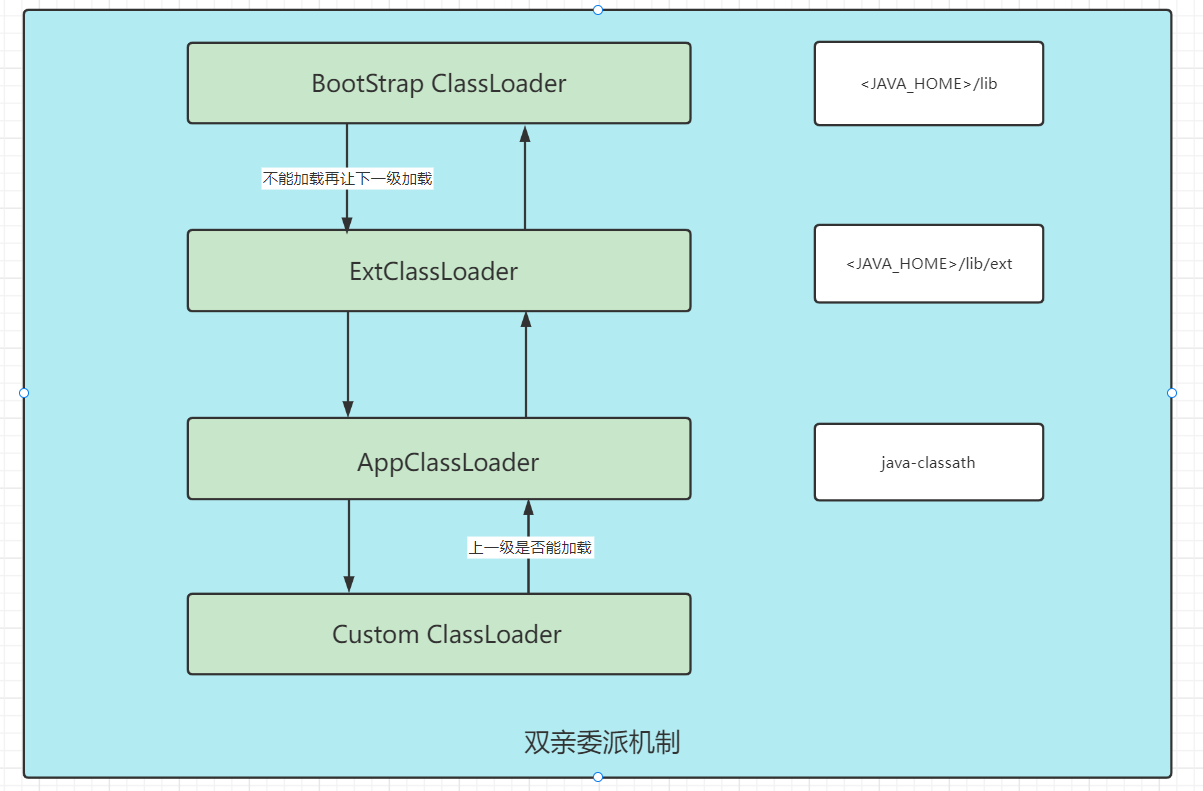 BootStrap ClassLoader
<JAVA_HOME>/lib
不能加载再让下一级加载
ExtClassLoader
<JAVA_HOME>/lib/ext
AppClassLoader
java-classath
上一级是否能加载
Custom ClassLoader
双亲委派机制